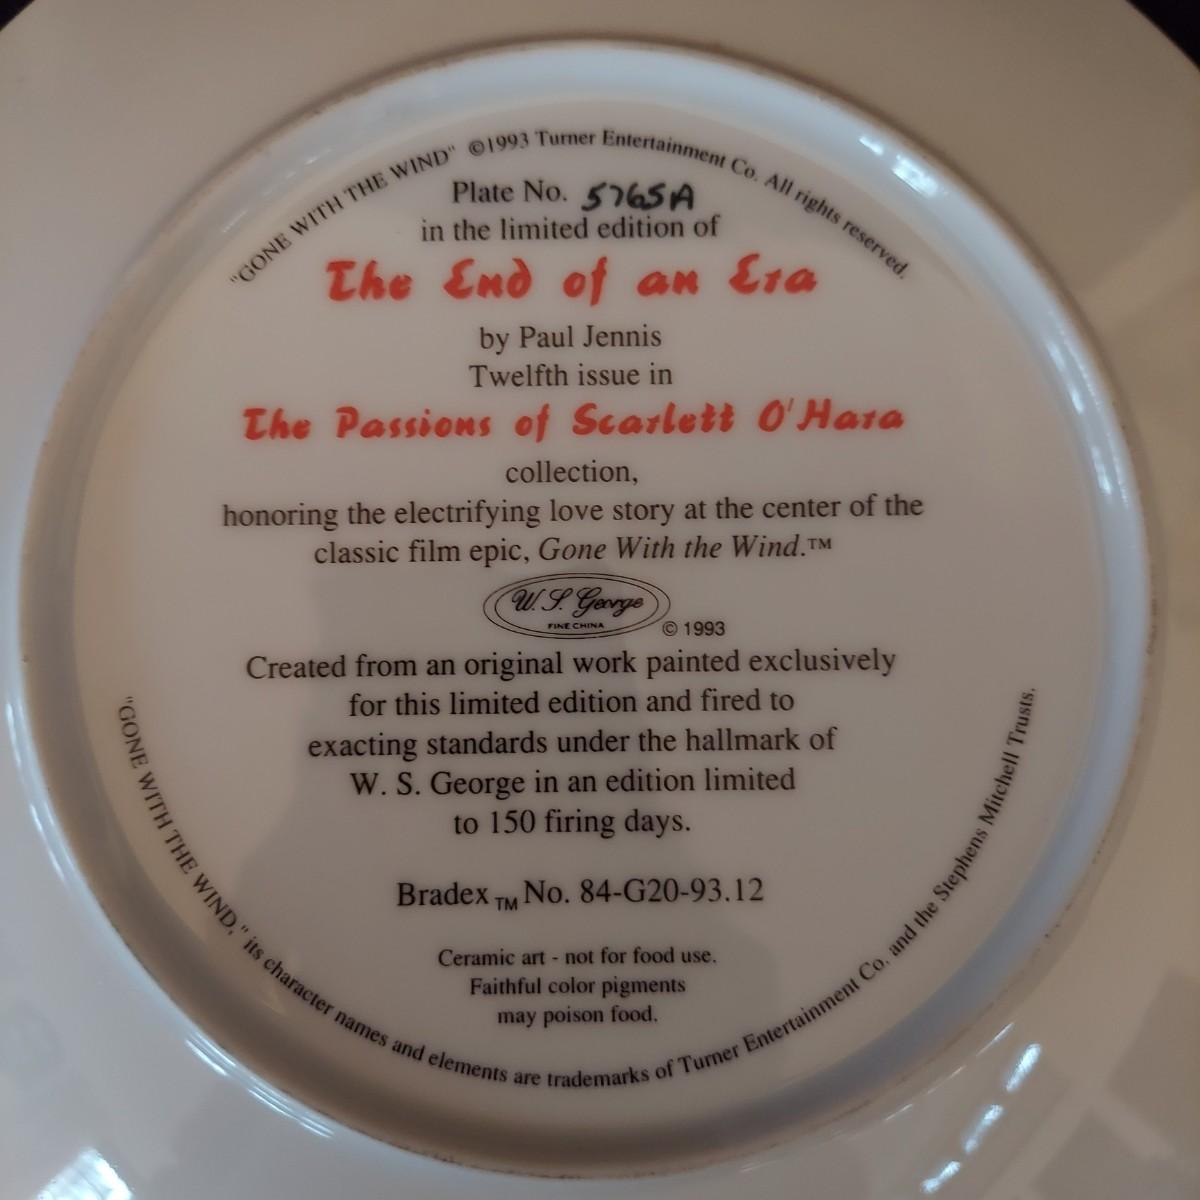 "GONE WITH THE WIND" ©1993 Turner Entertainment Co. All rights reserved.
Plate No. 5765A
in the limited edition of
The End of an Era
by Paul Jennis
Twelfth issue in
The Passions of Scarlett O'Hara
collection,
honoring the electrifying love story at the center of the
classic film epic, Gone With the Wind.™
W. S. George
FINE CHINA
© 1993
Created from an original work painted exclusively
for this limited edition and fired to
exacting standards under the hallmark of
W. S. George in an edition limited
to 150 firing days.
Bradex™ No. 84-G20-93.12
Ceramic art - not for food use.
Faithful color pigments
may poison food.
"GONE WITH THE WIND," its character names and elements are trademarks of Turner Entertainment Co. and the Stephens Mitchell Trusts.